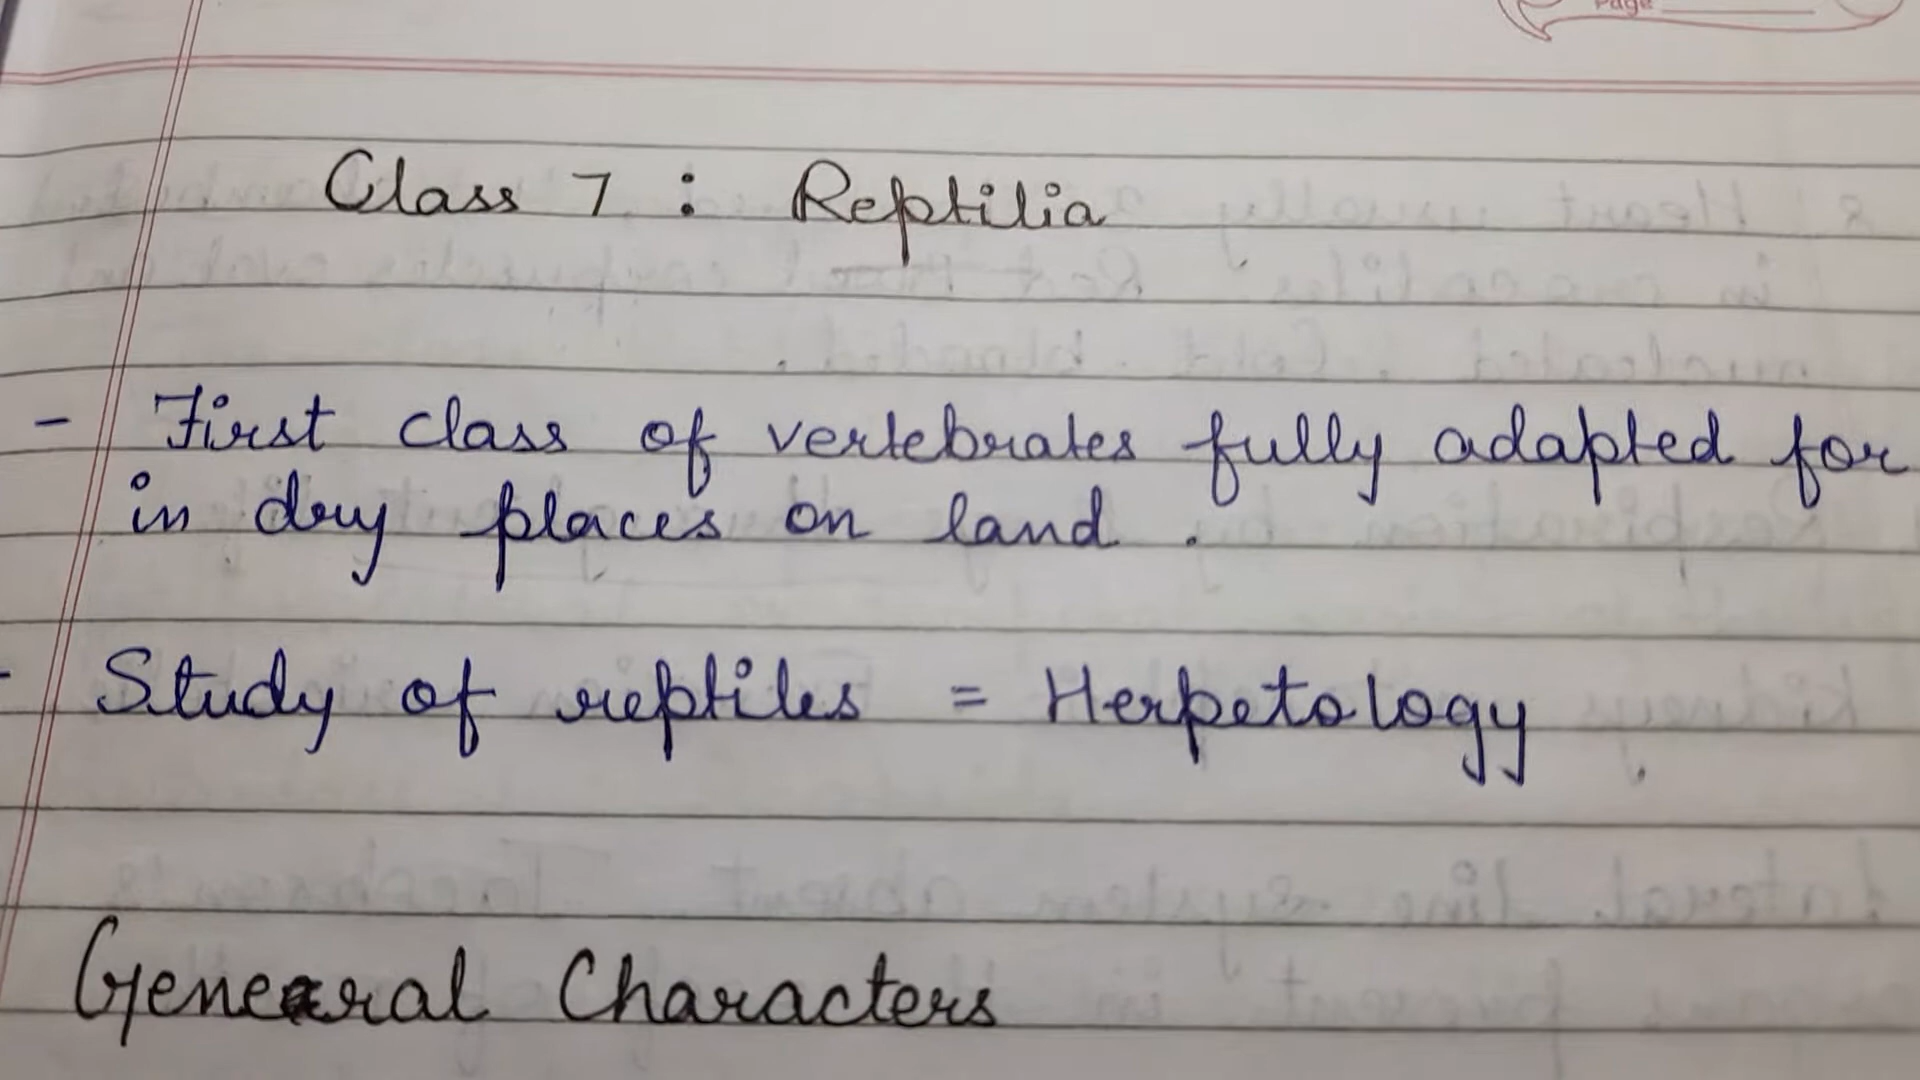 Page
Class 7 : Reptilia
- First class of vertebrates fully adapted for
in dry places on land .
- Study of reptiles = Herpetology
General Characters